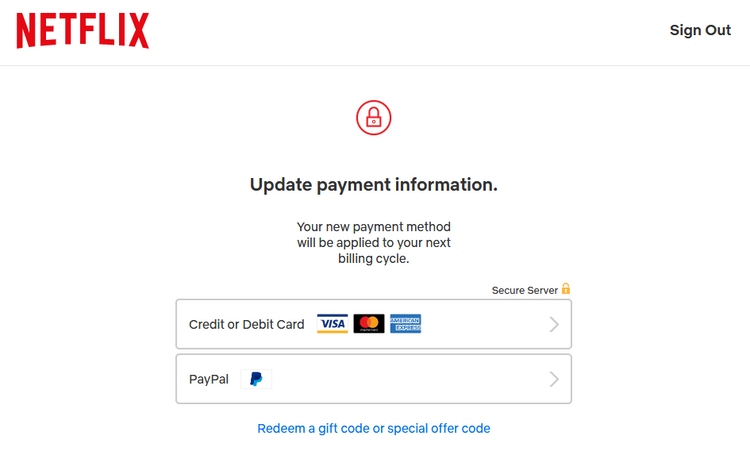 NETFLIX
Sign Out
Update payment information.
Your new payment method
will be applied to your next
billing cycle.
Secure Server
Credit or Debit Card VISA mastercard AMERICAN EXPRESS
PayPal
Redeem a gift code or special offer code